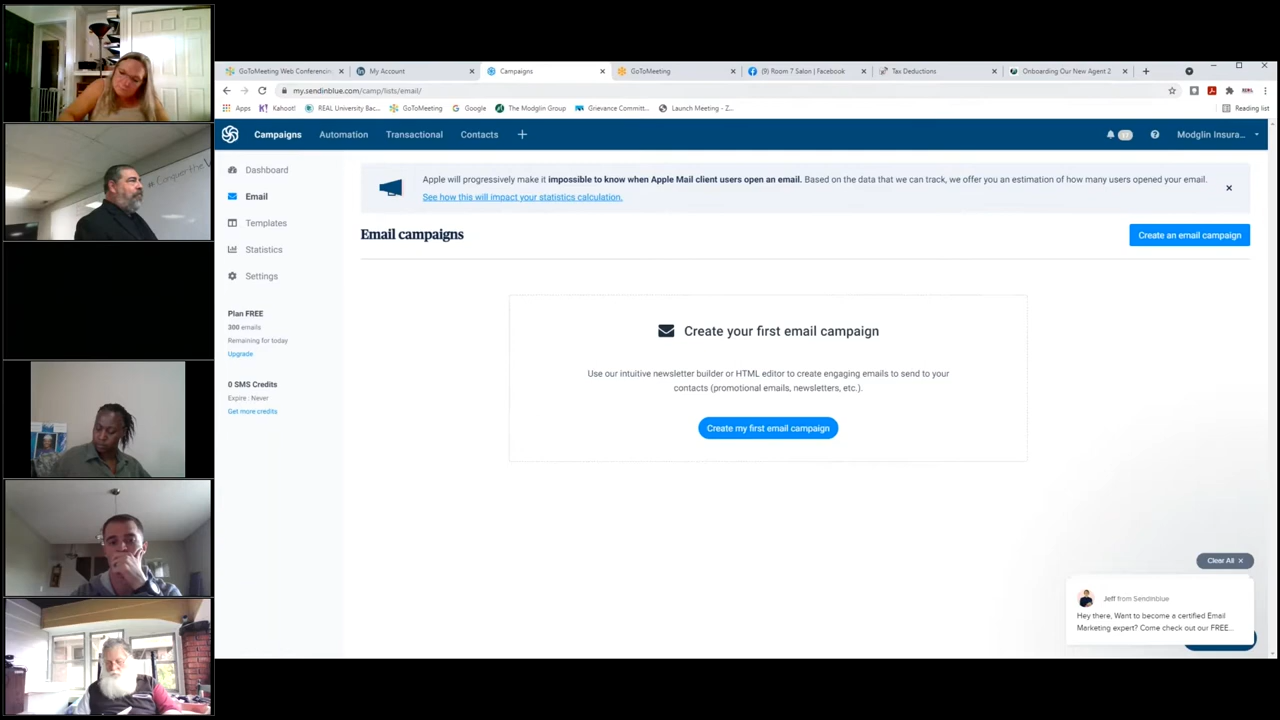 Conquer the
GoToMeeting Web Conferencin
My Account
Campaigns
GoToMeeting
(9) Room 7 Salon | Facebook
Tax Deductions
Onboarding Our New Agent 2
my.sendinblue.com/camp/lists/email/
Apps
Kahoot!
REAL University Bac...
GoToMeeting
Google
The Modglin Group
Grievance Committ...
Launch Meeting - Z...
Reading list
Campaigns
Automation
Transactional
Contacts
Modglin Insura...
Dashboard
Email
Templates
Statistics
Settings
Plan FREE
300 emails
Remaining for today
Upgrade
0 SMS Credits
Expire : Never
Get more credits
Apple will progressively make it impossible to know when Apple Mail client users open an email. Based on the data that we can track, we offer you an estimation of how many users opened your email.
See how this will impact your statistics calculation.
Email campaigns
Create an email campaign
Create your first email campaign
Use our intuitive newsletter builder or HTML editor to create engaging emails to send to your
contacts (promotional emails, newsletters, etc.).
Create my first email campaign
Clear All
Jeff from Sendinblue
Hey there, Want to become a certified Email
Marketing expert? Come check out our FREE...